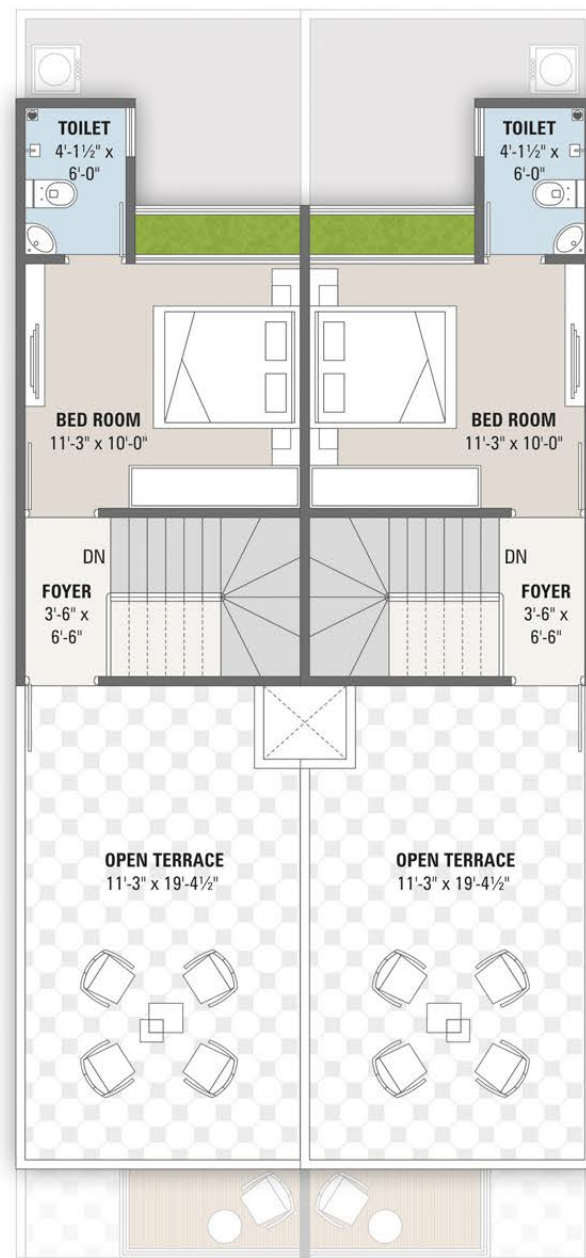 TOILET
4'-1½" x
6'-0"
TOILET
4'-1½" x
6'-0"
BED ROOM
11'-3" x 10'-0"
BED ROOM
11'-3" x 10'-0"
DN
FOYER
3'-6" x
6'-6"
DN
FOYER
3'-6" x
6'-6"
OPEN TERRACE
11'-3" x 19'-4½"
OPEN TERRACE
11'-3" x 19'-4½"